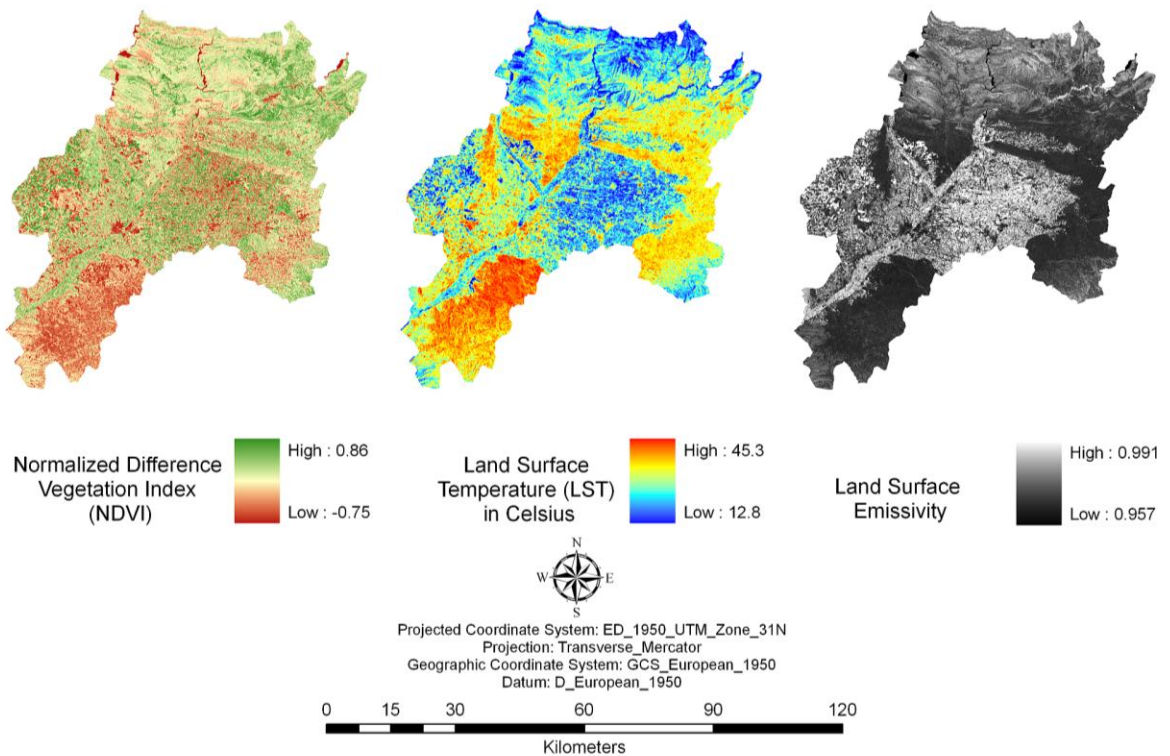 Normalized Difference
Vegetation Index
(NDVI)
High : 0.86
Low : -0.75
Land Surface
Temperature (LST)
in Celsius
High : 45.3
Low : 12.8
Land Surface
Emissivity
High : 0.991
Low : 0.957
N
W E
S
Projected Coordinate System: ED_1950_UTM_Zone_31N
Projection: Transverse_Mercator
Geographic Coordinate System: GCS_European_1950
Datum: D_European_1950
0 15 30 60 90 120
Kilometers